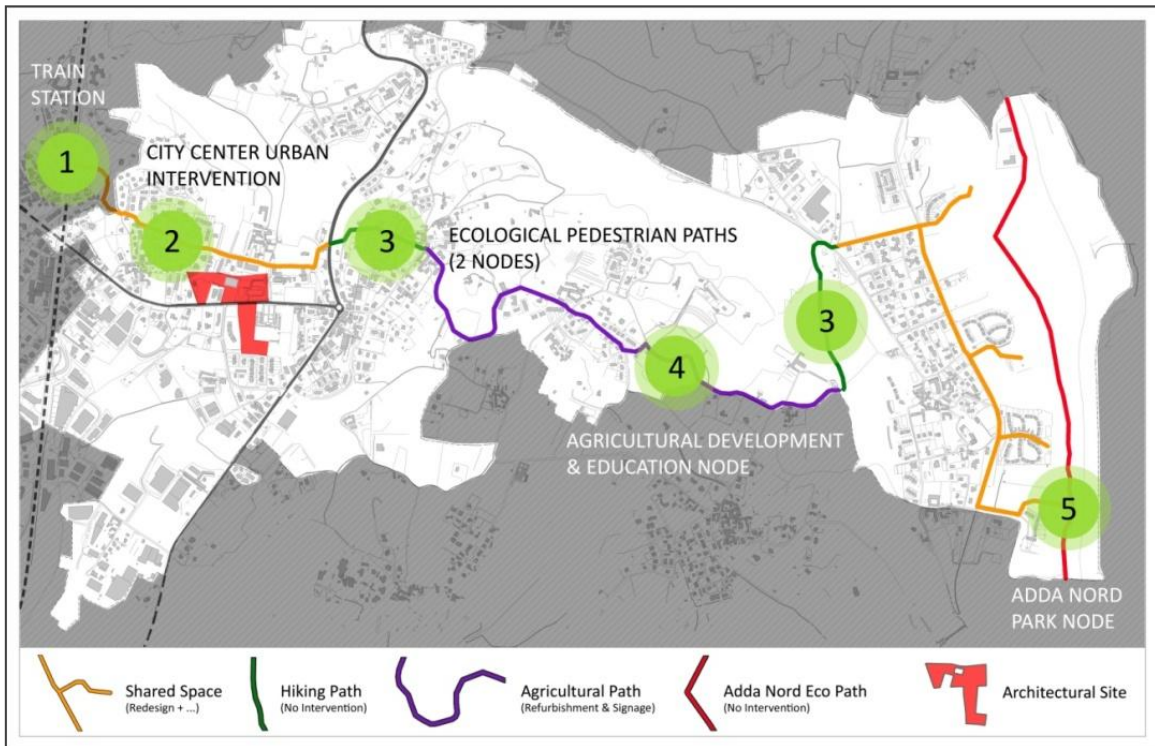 TRAIN
STATION
1
CITY CENTER URBAN
INTERVENTION
2
3
ECOLOGICAL PEDESTRIAN PATHS
(2 NODES)
3
4
AGRICULTURAL DEVELOPMENT
& EDUCATION NODE
5
ADDA NORD
PARK NODE
Shared Space
(Redesign + ...)
Hiking Path
(No Intervention)
Agricultural Path
(Refurbishment & Signage)
Adda Nord Eco Path
(No Intervention)
Architectural Site